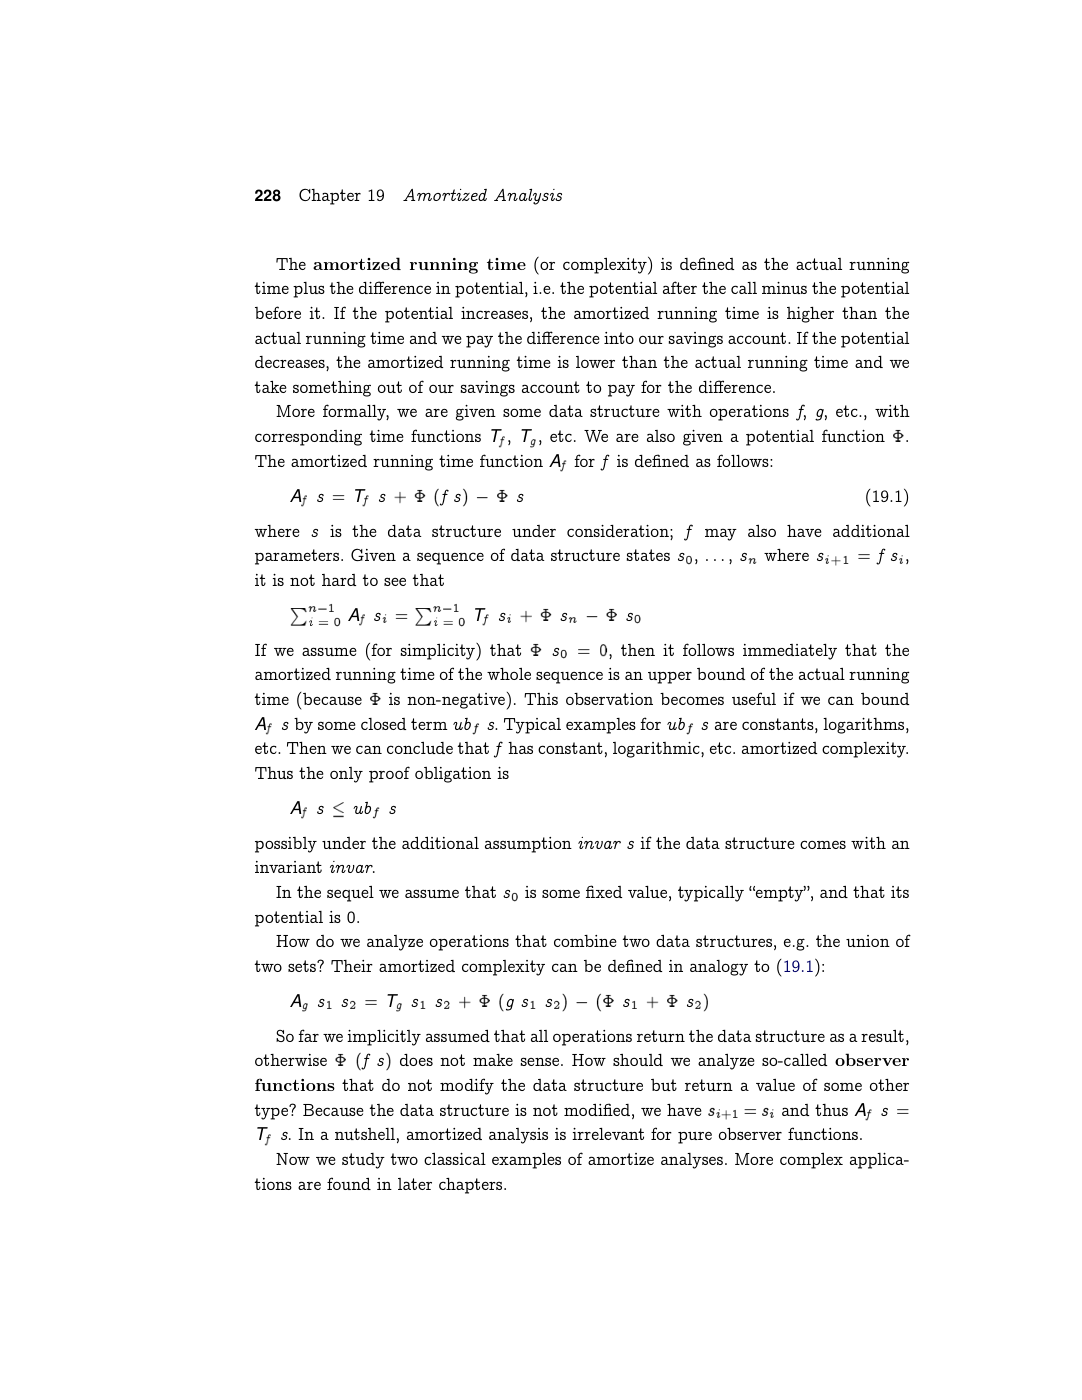 228 Chapter 19 Amortized Analysis
The amortized running time (or complexity) is defined as the actual running
time plus the difference in potential, i.e. the potential after the call minus the potential
before it. If the potential increases, the amortized running time is higher than the
actual running time and we pay the difference into our savings account. If the potential
decreases, the amortized running time is lower than the actual running time and we
take something out of our savings account to pay for the difference.
More formally, we are given some data structure with operations f, g, etc., with
corresponding time functions T_f, T_g, etc. We are also given a potential function Φ.
The amortized running time function A_f for f is defined as follows:
A_f s = T_f s + Φ (f s) − Φ s (19.1)
where s is the data structure under consideration; f may also have additional
parameters. Given a sequence of data structure states s_0, ..., s_n where s_{i+1} = f s_i,
it is not hard to see that
∑_{i = 0}^{n−1} A_f s_i = ∑_{i = 0}^{n−1} T_f s_i + Φ s_n − Φ s_0
If we assume (for simplicity) that Φ s_0 = 0, then it follows immediately that the
amortized running time of the whole sequence is an upper bound of the actual running
time (because Φ is non-negative). This observation becomes useful if we can bound
A_f s by some closed term ub_f s. Typical examples for ub_f s are constants, logarithms,
etc. Then we can conclude that f has constant, logarithmic, etc. amortized complexity.
Thus the only proof obligation is
A_f s ≤ ub_f s
possibly under the additional assumption invar s if the data structure comes with an
invariant invar.
In the sequel we assume that s_0 is some fixed value, typically “empty”, and that its
potential is 0.
How do we analyze operations that combine two data structures, e.g. the union of
two sets? Their amortized complexity can be defined in analogy to (19.1):
A_g s_1 s_2 = T_g s_1 s_2 + Φ (g s_1 s_2) − (Φ s_1 + Φ s_2)
So far we implicitly assumed that all operations return the data structure as a result,
otherwise Φ (f s) does not make sense. How should we analyze so-called observer
functions that do not modify the data structure but return a value of some other
type? Because the data structure is not modified, we have s_{i+1} = s_i and thus A_f s =
T_f s. In a nutshell, amortized analysis is irrelevant for pure observer functions.
Now we study two classical examples of amortize analyses. More complex applica-
tions are found in later chapters.